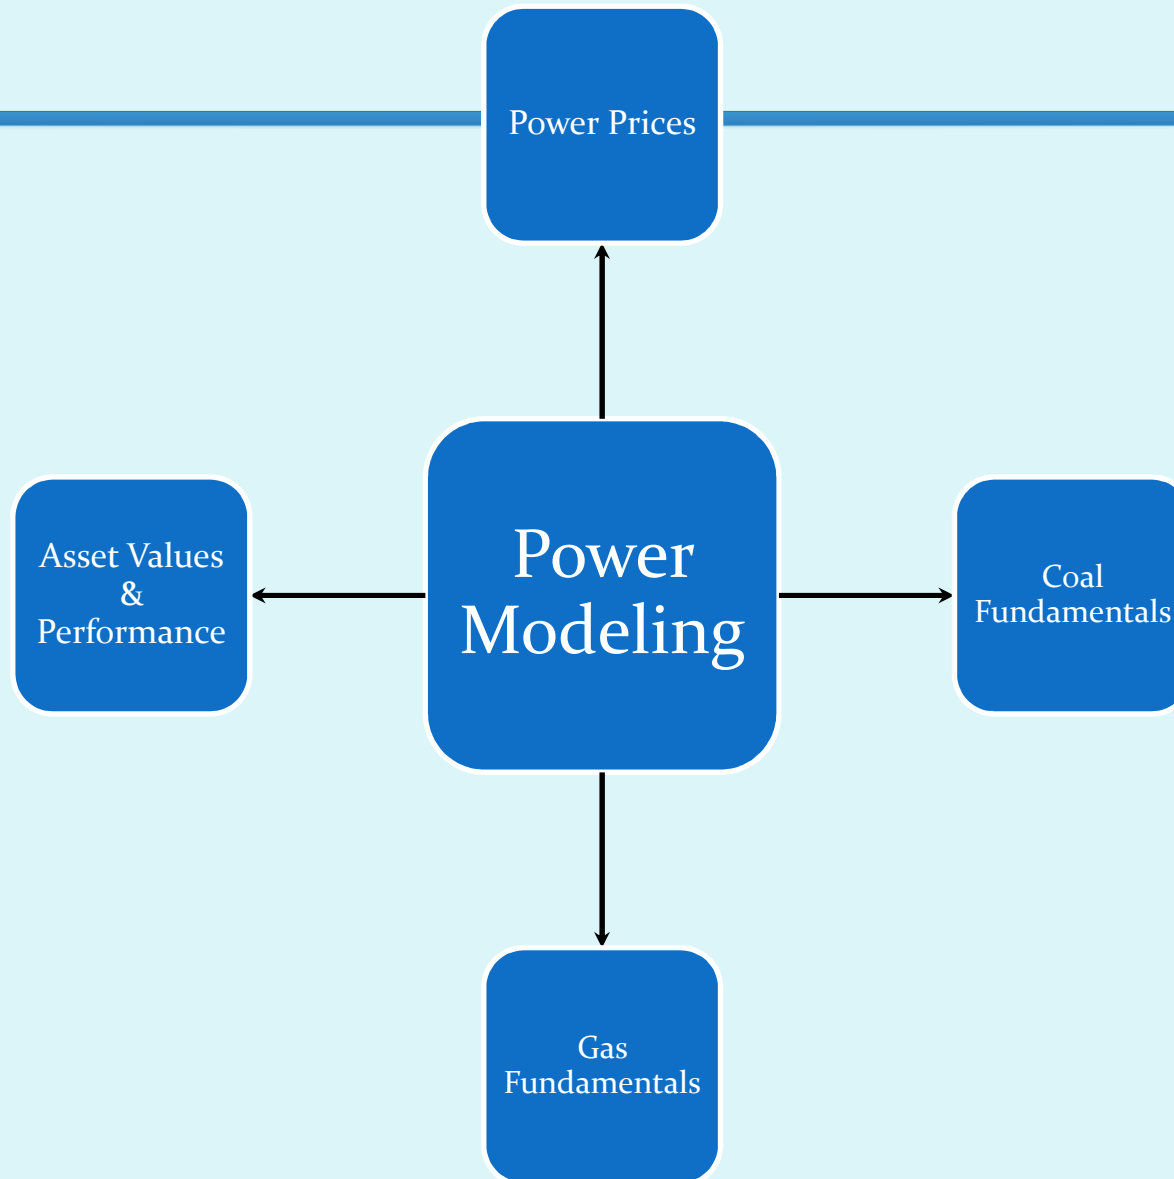 Power Prices
Asset Values
&
Performance
Power
Modeling
Coal
Fundamentals
Gas
Fundamentals